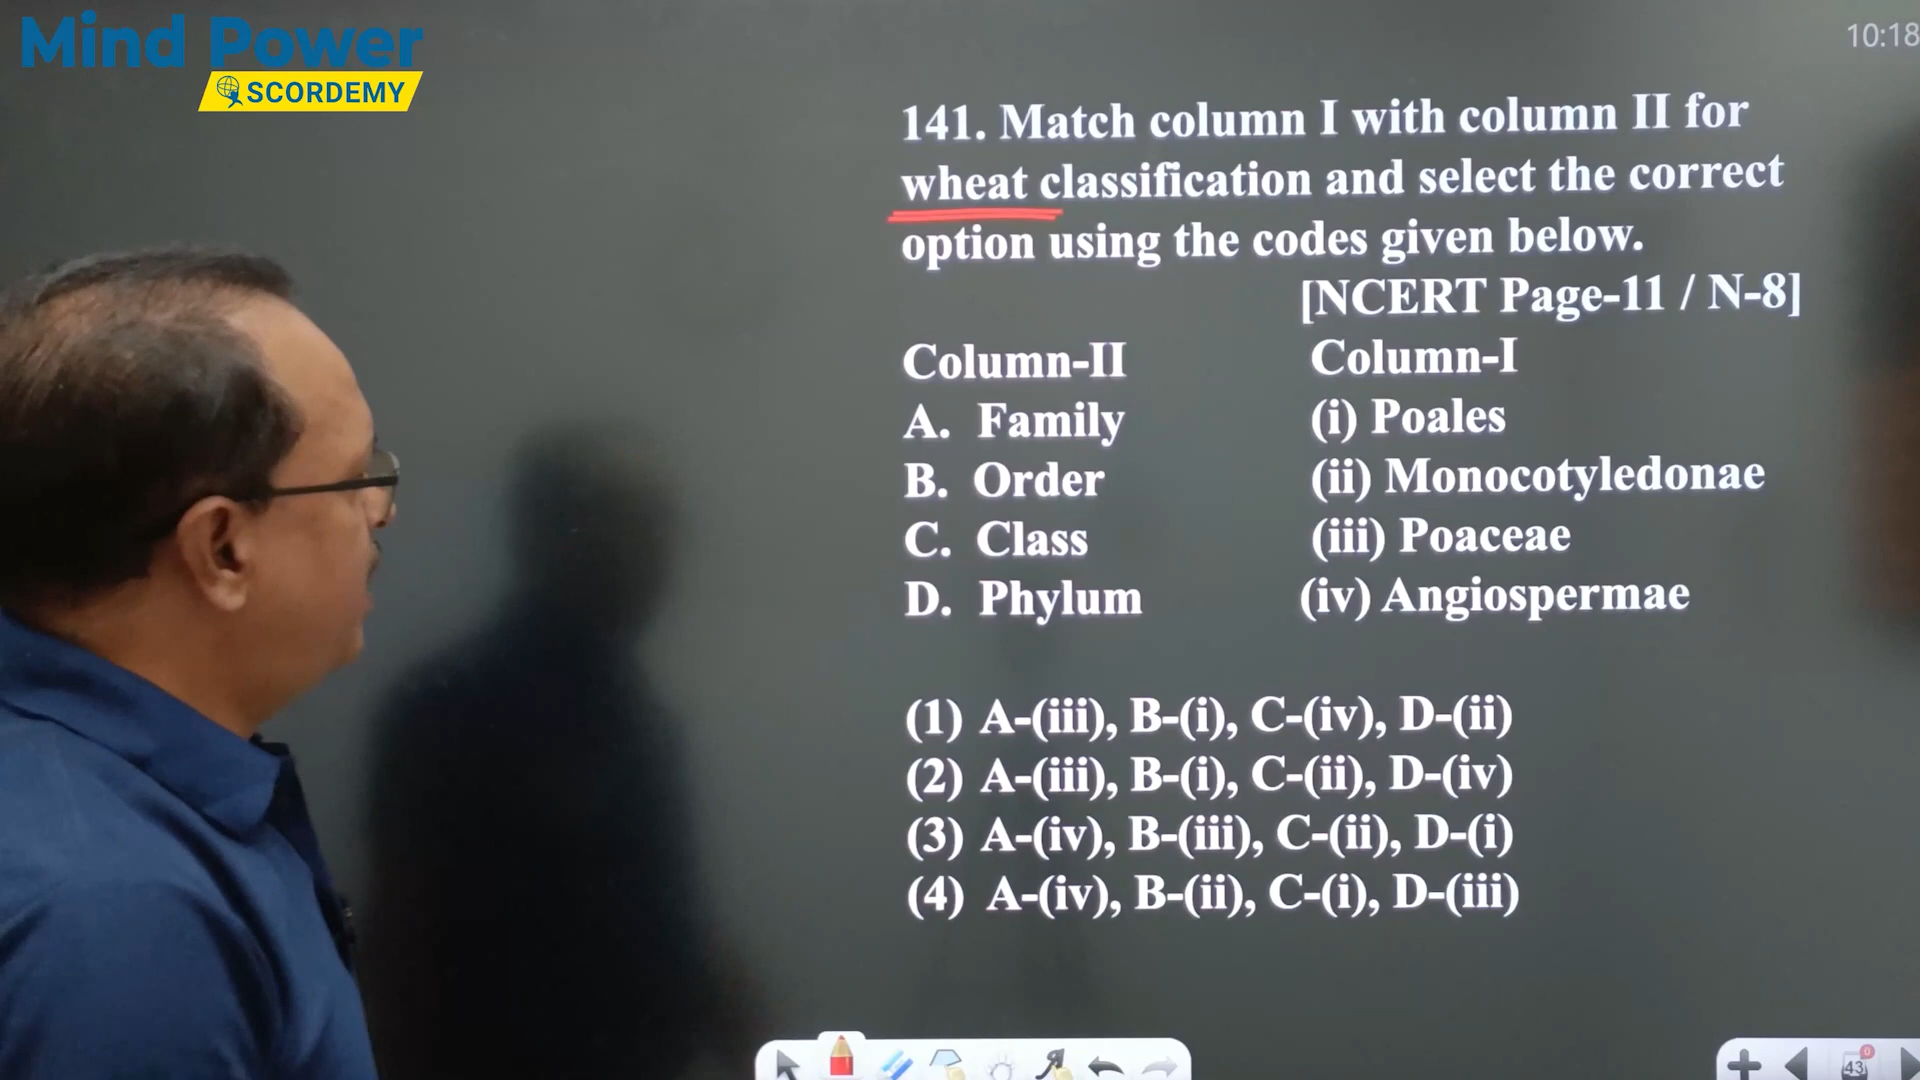 Mind Power
SCORDEMY
10:18
141. Match column I with column II for
wheat classification and select the correct
option using the codes given below.
[NCERT Page-11 / N-8]
Column-II Column-I
A. Family (i) Poales
B. Order (ii) Monocotyledonae
C. Class (iii) Poaceae
D. Phylum (iv) Angiospermae
(1) A-(iii), B-(i), C-(iv), D-(ii)
(2) A-(iii), B-(i), C-(ii), D-(iv)
(3) A-(iv), B-(iii), C-(ii), D-(i)
(4) A-(iv), B-(ii), C-(i), D-(iii)
43
0